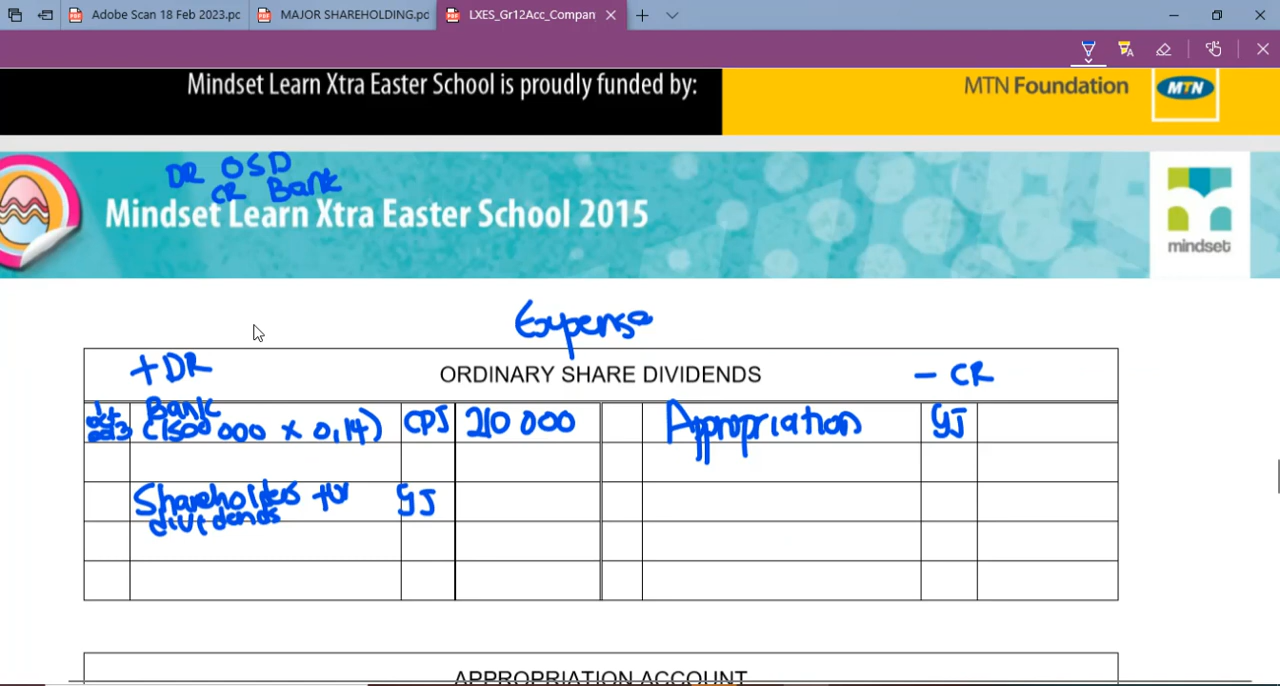 Adobe Scan 18 Feb 2023.pc
MAJOR SHAREHOLDING.pc
LXES_Gr12Acc_Compan
Mindset Learn Xtra Easter School is proudly funded by:
MTN Foundation
MTN
DR OSD
CR Bank
Mindset Learn Xtra Easter School 2015
mindset
Expense
+ DR
ORDINARY SHARE DIVIDENDS
- CR
Bank
(1500 000 x 0,14) CPJ 210 000 Appropriation GJ
Shareholders for GJ
dividends
APPROPRIATION ACCOUNT